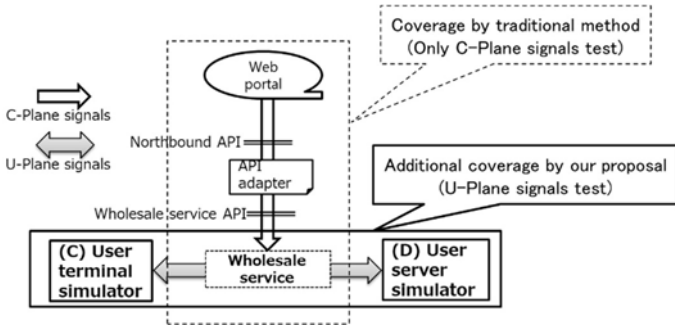 Coverage by traditional method
(Only C-Plane signals test)
Web
portal
C-Plane signals
U-Plane signals
Northbound API
API
adapter
Additional coverage by our proposal
(U-Plane signals test)
Wholesale service API
(C) User
terminal
simulator
Wholesale
service
(D) User
server
simulator